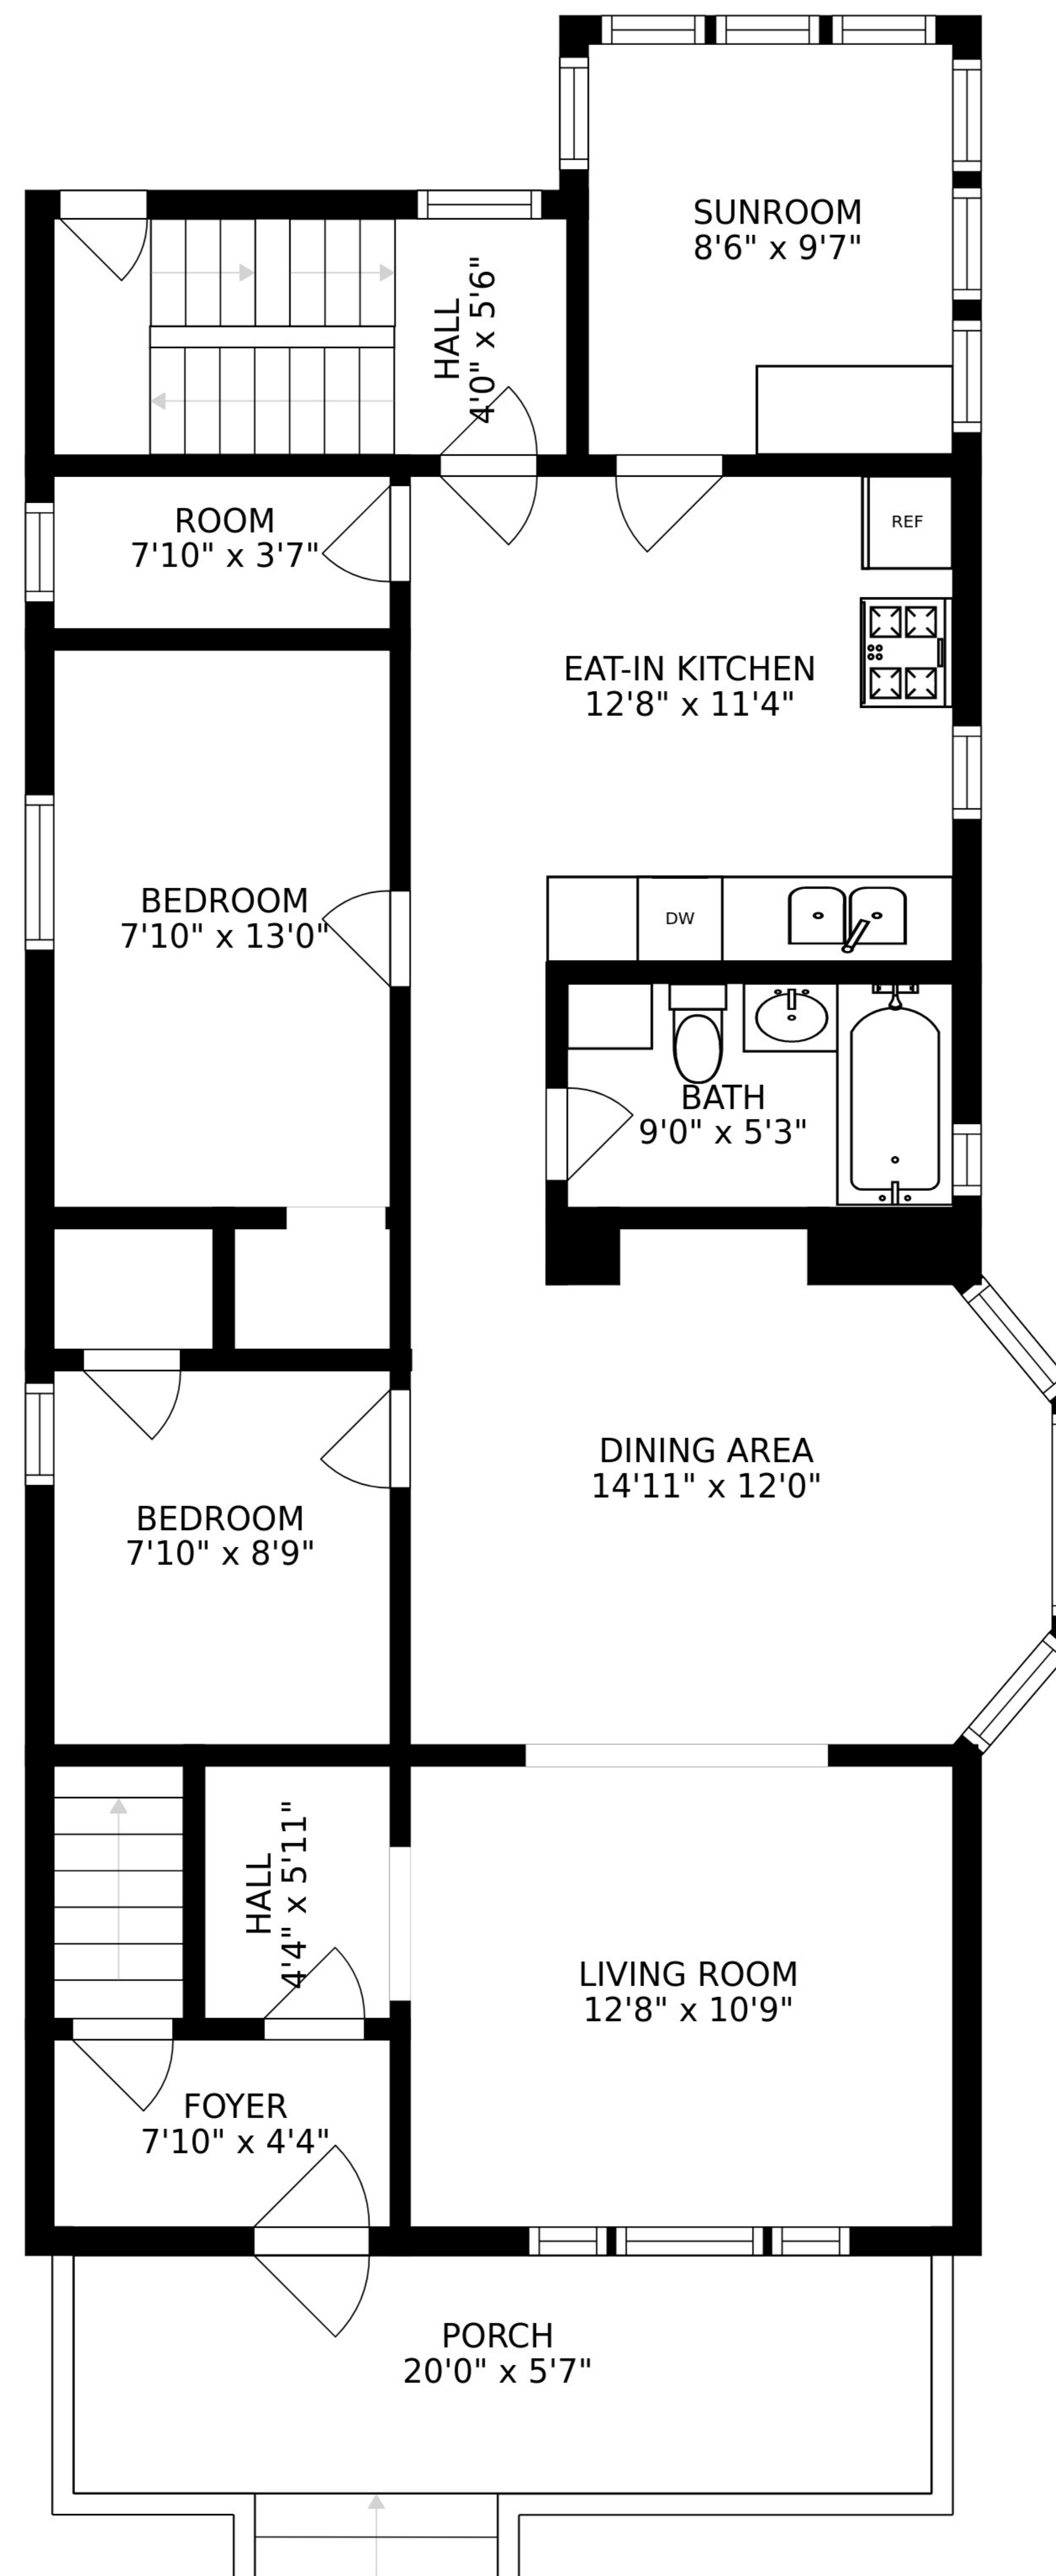 SUNROOM
8'6" x 9'7"
HALL
4'0" x 5'6"
ROOM
7'10" x 3'7"
REF
EAT-IN KITCHEN
12'8" x 11'4"
BEDROOM
7'10" x 13'0"
DW
BATH
9'0" x 5'3"
DINING AREA
14'11" x 12'0"
BEDROOM
7'10" x 8'9"
HALL
4'4" x 5'11"
LIVING ROOM
12'8" x 10'9"
FOYER
7'10" x 4'4"
PORCH
20'0" x 5'7"